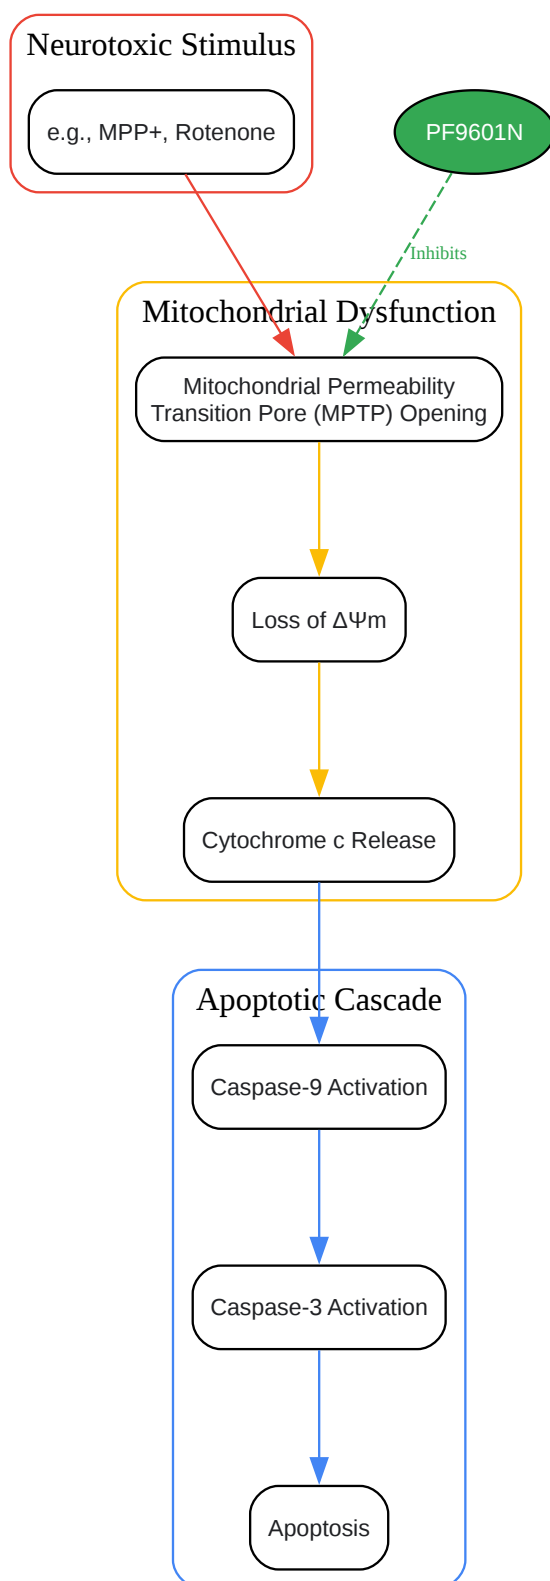 Neurotoxic Stimulus
e.g., MPP+, Rotenone
PF9601N
Inhibits
Mitochondrial Dysfunction
Mitochondrial Permeability
Transition Pore (MPTP) Opening
Loss of ΔΨm
Cytochrome c Release
Apoptotic Cascade
Caspase-9 Activation
Caspase-3 Activation
Apoptosis